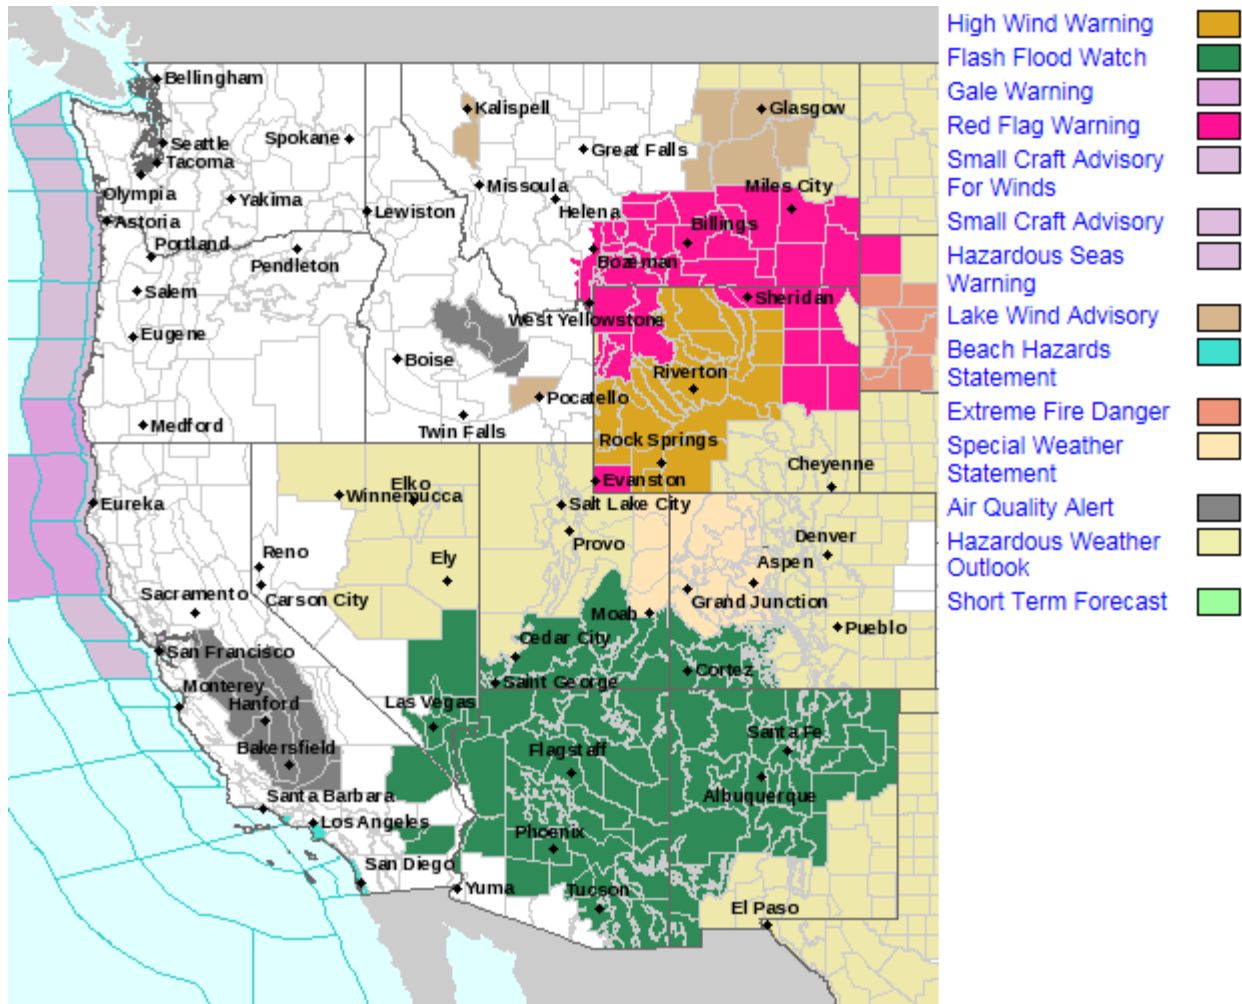 High Wind Warning
Flash Flood Watch
Gale Warning
Red Flag Warning
Small Craft Advisory
For Winds
Small Craft Advisory
Hazardous Seas
Warning
Lake Wind Advisory
Beach Hazards
Statement
Extreme Fire Danger
Special Weather
Statement
Air Quality Alert
Hazardous Weather
Outlook
Short Term Forecast
Bellingham
Kalispell
Glasgow
Seattle
Spokane
Great Falls
Tacoma
Olympia
Missoula
Miles City
Yakima
Helena
Lewiston
Astoria
Billings
Portland
Pendleton
Bozeman
Salem
Sheridan
West Yellowstone
Eugene
Boise
Riverton
Pocatello
Medford
Twin Falls
Rock Springs
Cheyenne
Evanston
Elko
Winnemucca
Eureka
Salt Lake City
Denver
Provo
Reno
Ely
Aspen
Sacramento
Carson City
Grand Junction
Moab
Pueblo
Cedar City
San Francisco
Cortez
Saint George
Monterey
Hanford
Las Vegas
Santa Fe
Bakersfield
Flagstaff
Santa Barbara
Albuquerque
Los Angeles
Phoenix
San Diego
Yuma
Tucson
El Paso